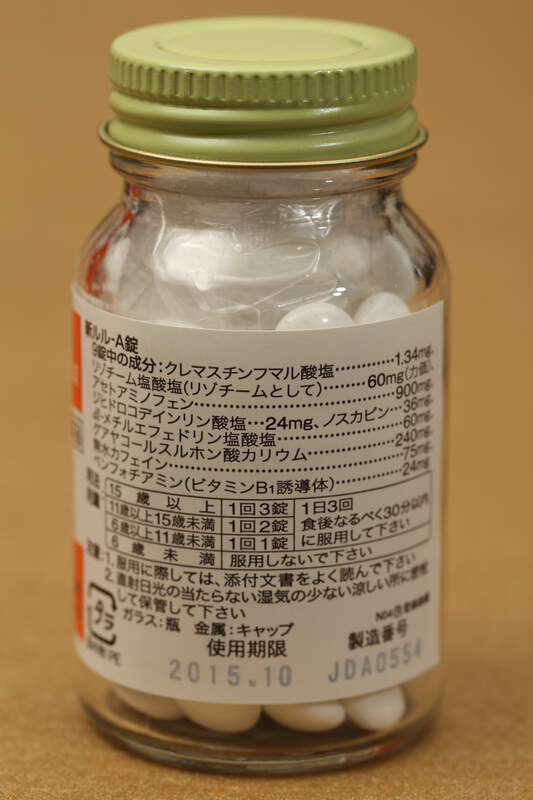 新ルル-A錠
9錠中の成分:クレマスチンフマル酸塩…………1.34mg、
リゾチーム塩酸塩(リゾチームとして)…………60mg(力価)、
アセトアミノフェン…………900mg、
ジヒドロコデインリン酸塩…24mg、ノスカピン…36mg、
dl-メチルエフェドリン塩酸塩…………60mg、
グアヤコールスルホン酸カリウム…………240mg、
無水カフェイン…………75mg、
ベンフォチアミン(ビタミンB1誘導体)…………24mg
用法 用量
15歳以上 1回3錠 1日3回
11歳以上15歳未満 1回2錠 食後なるべく30分以内
6歳以上11歳未満 1回1錠 に服用して下さい
6歳未満 服用しないで下さい
注意:1. 服用に際しては、添付文書をよく読んで下さい
2. 直射日光の当たらない湿気の少ない涼しい所に密栓
して保管して下さい
プラ
ガラス:瓶 金属:キャップ
使用期限 製造番号
2015.10 JDA0554